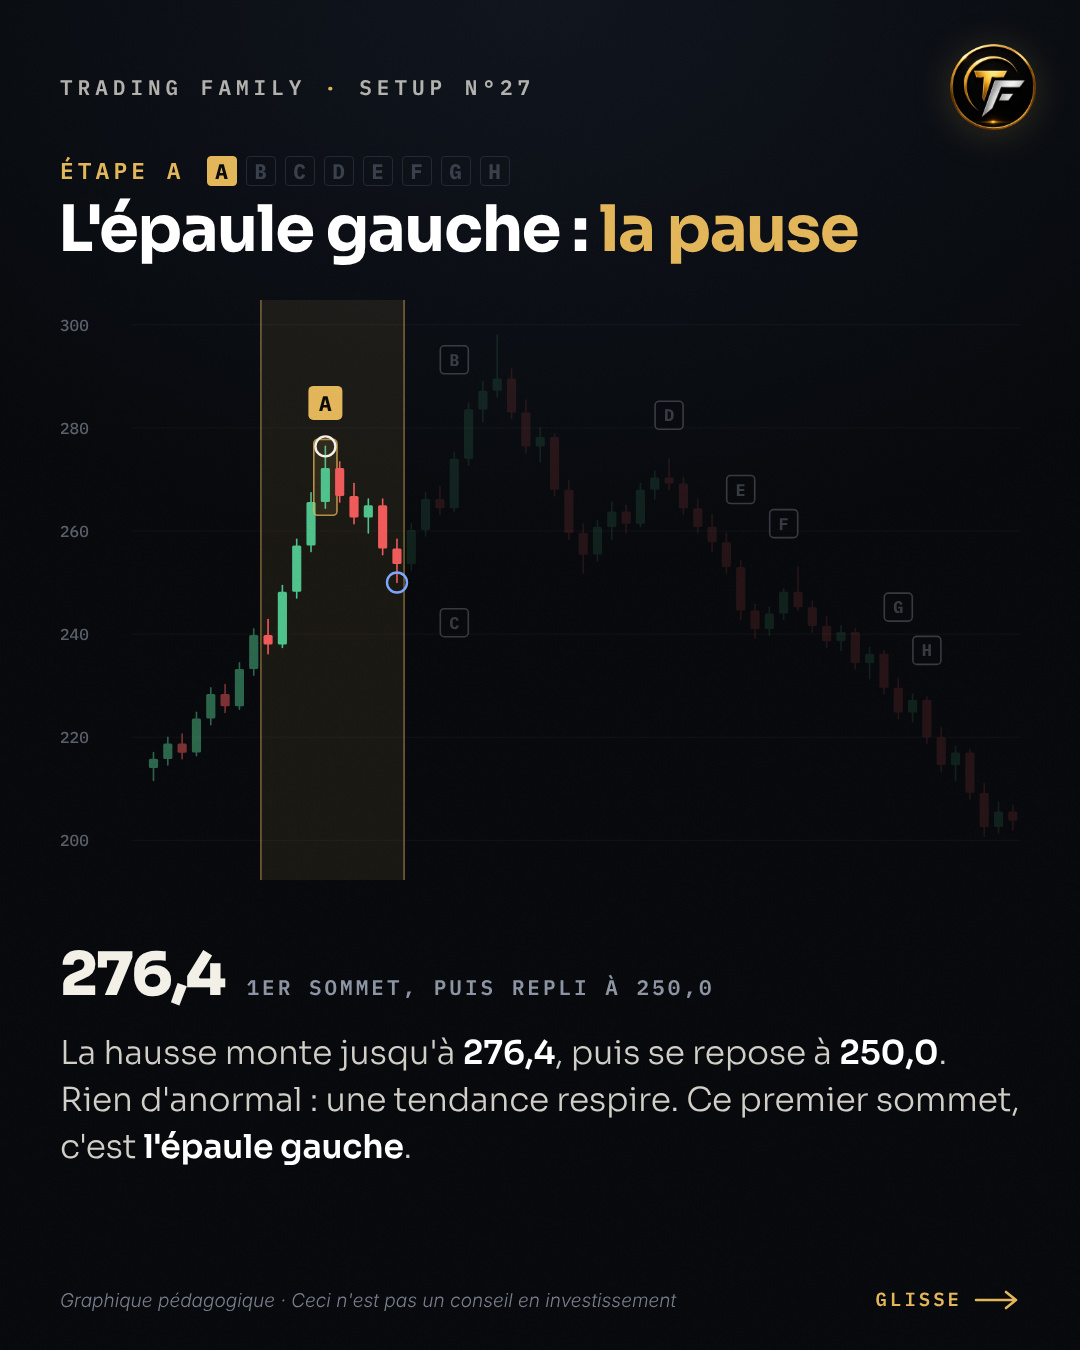 TRADING FAMILY · SETUP N°27
TF
ÉTAPE A A B C D E F G H
L'épaule gauche : la pause
300
280
260
240
220
200
A
B
C
D
E
F
G
H
276,4 1ER SOMMET, PUIS REPLI À 250,0
La hausse monte jusqu'à 276,4, puis se repose à 250,0.
Rien d'anormal : une tendance respire. Ce premier sommet,
c'est l'épaule gauche.
Graphique pédagogique · Ceci n'est pas un conseil en investissement
GLISSE →